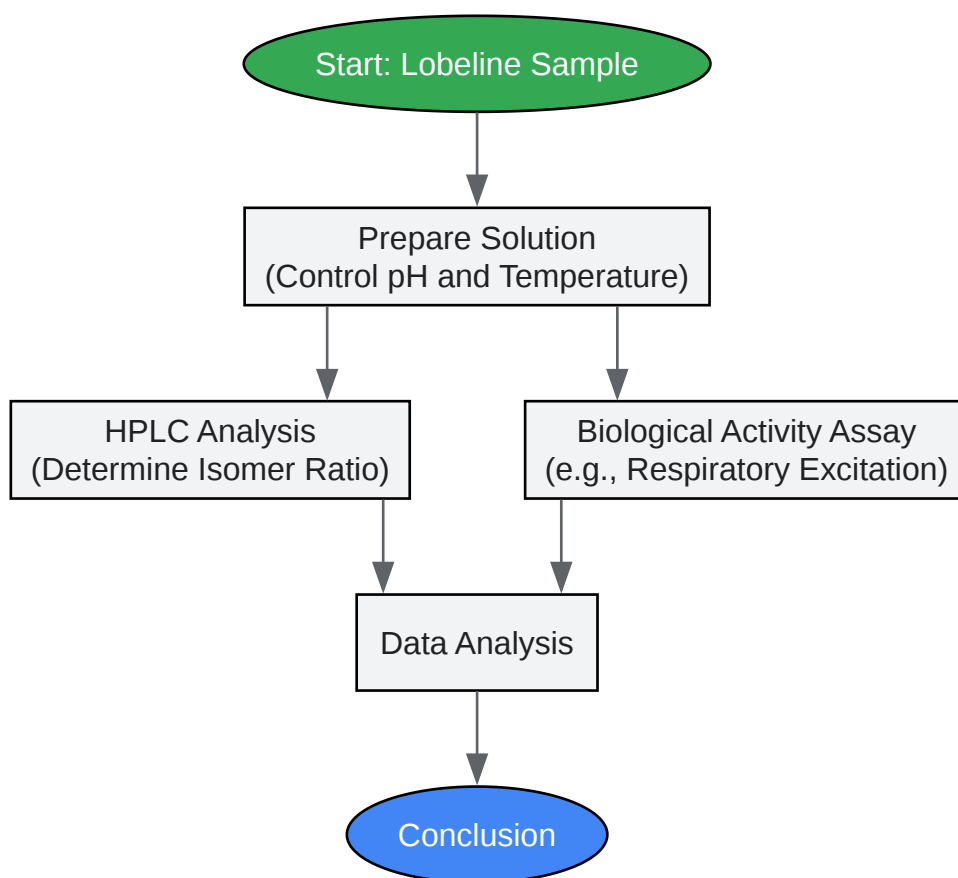 Start: Lobeline Sample
Prepare Solution
(Control pH and Temperature)
HPLC Analysis
(Determine Isomer Ratio)
Biological Activity Assay
(e.g., Respiratory Excitation)
Data Analysis
Conclusion